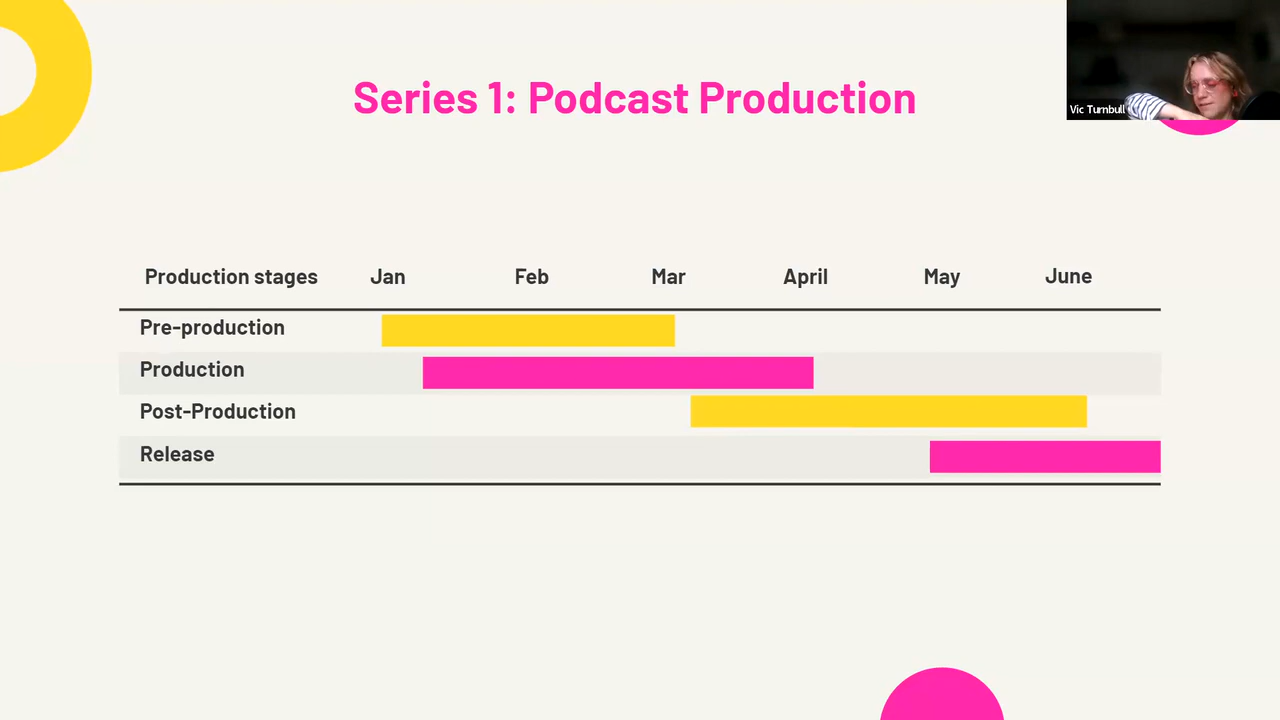 Series 1: Podcast Production
Vic Turnbull
Production stages Jan Feb Mar April May June
Pre-production
Production
Post-Production
Release